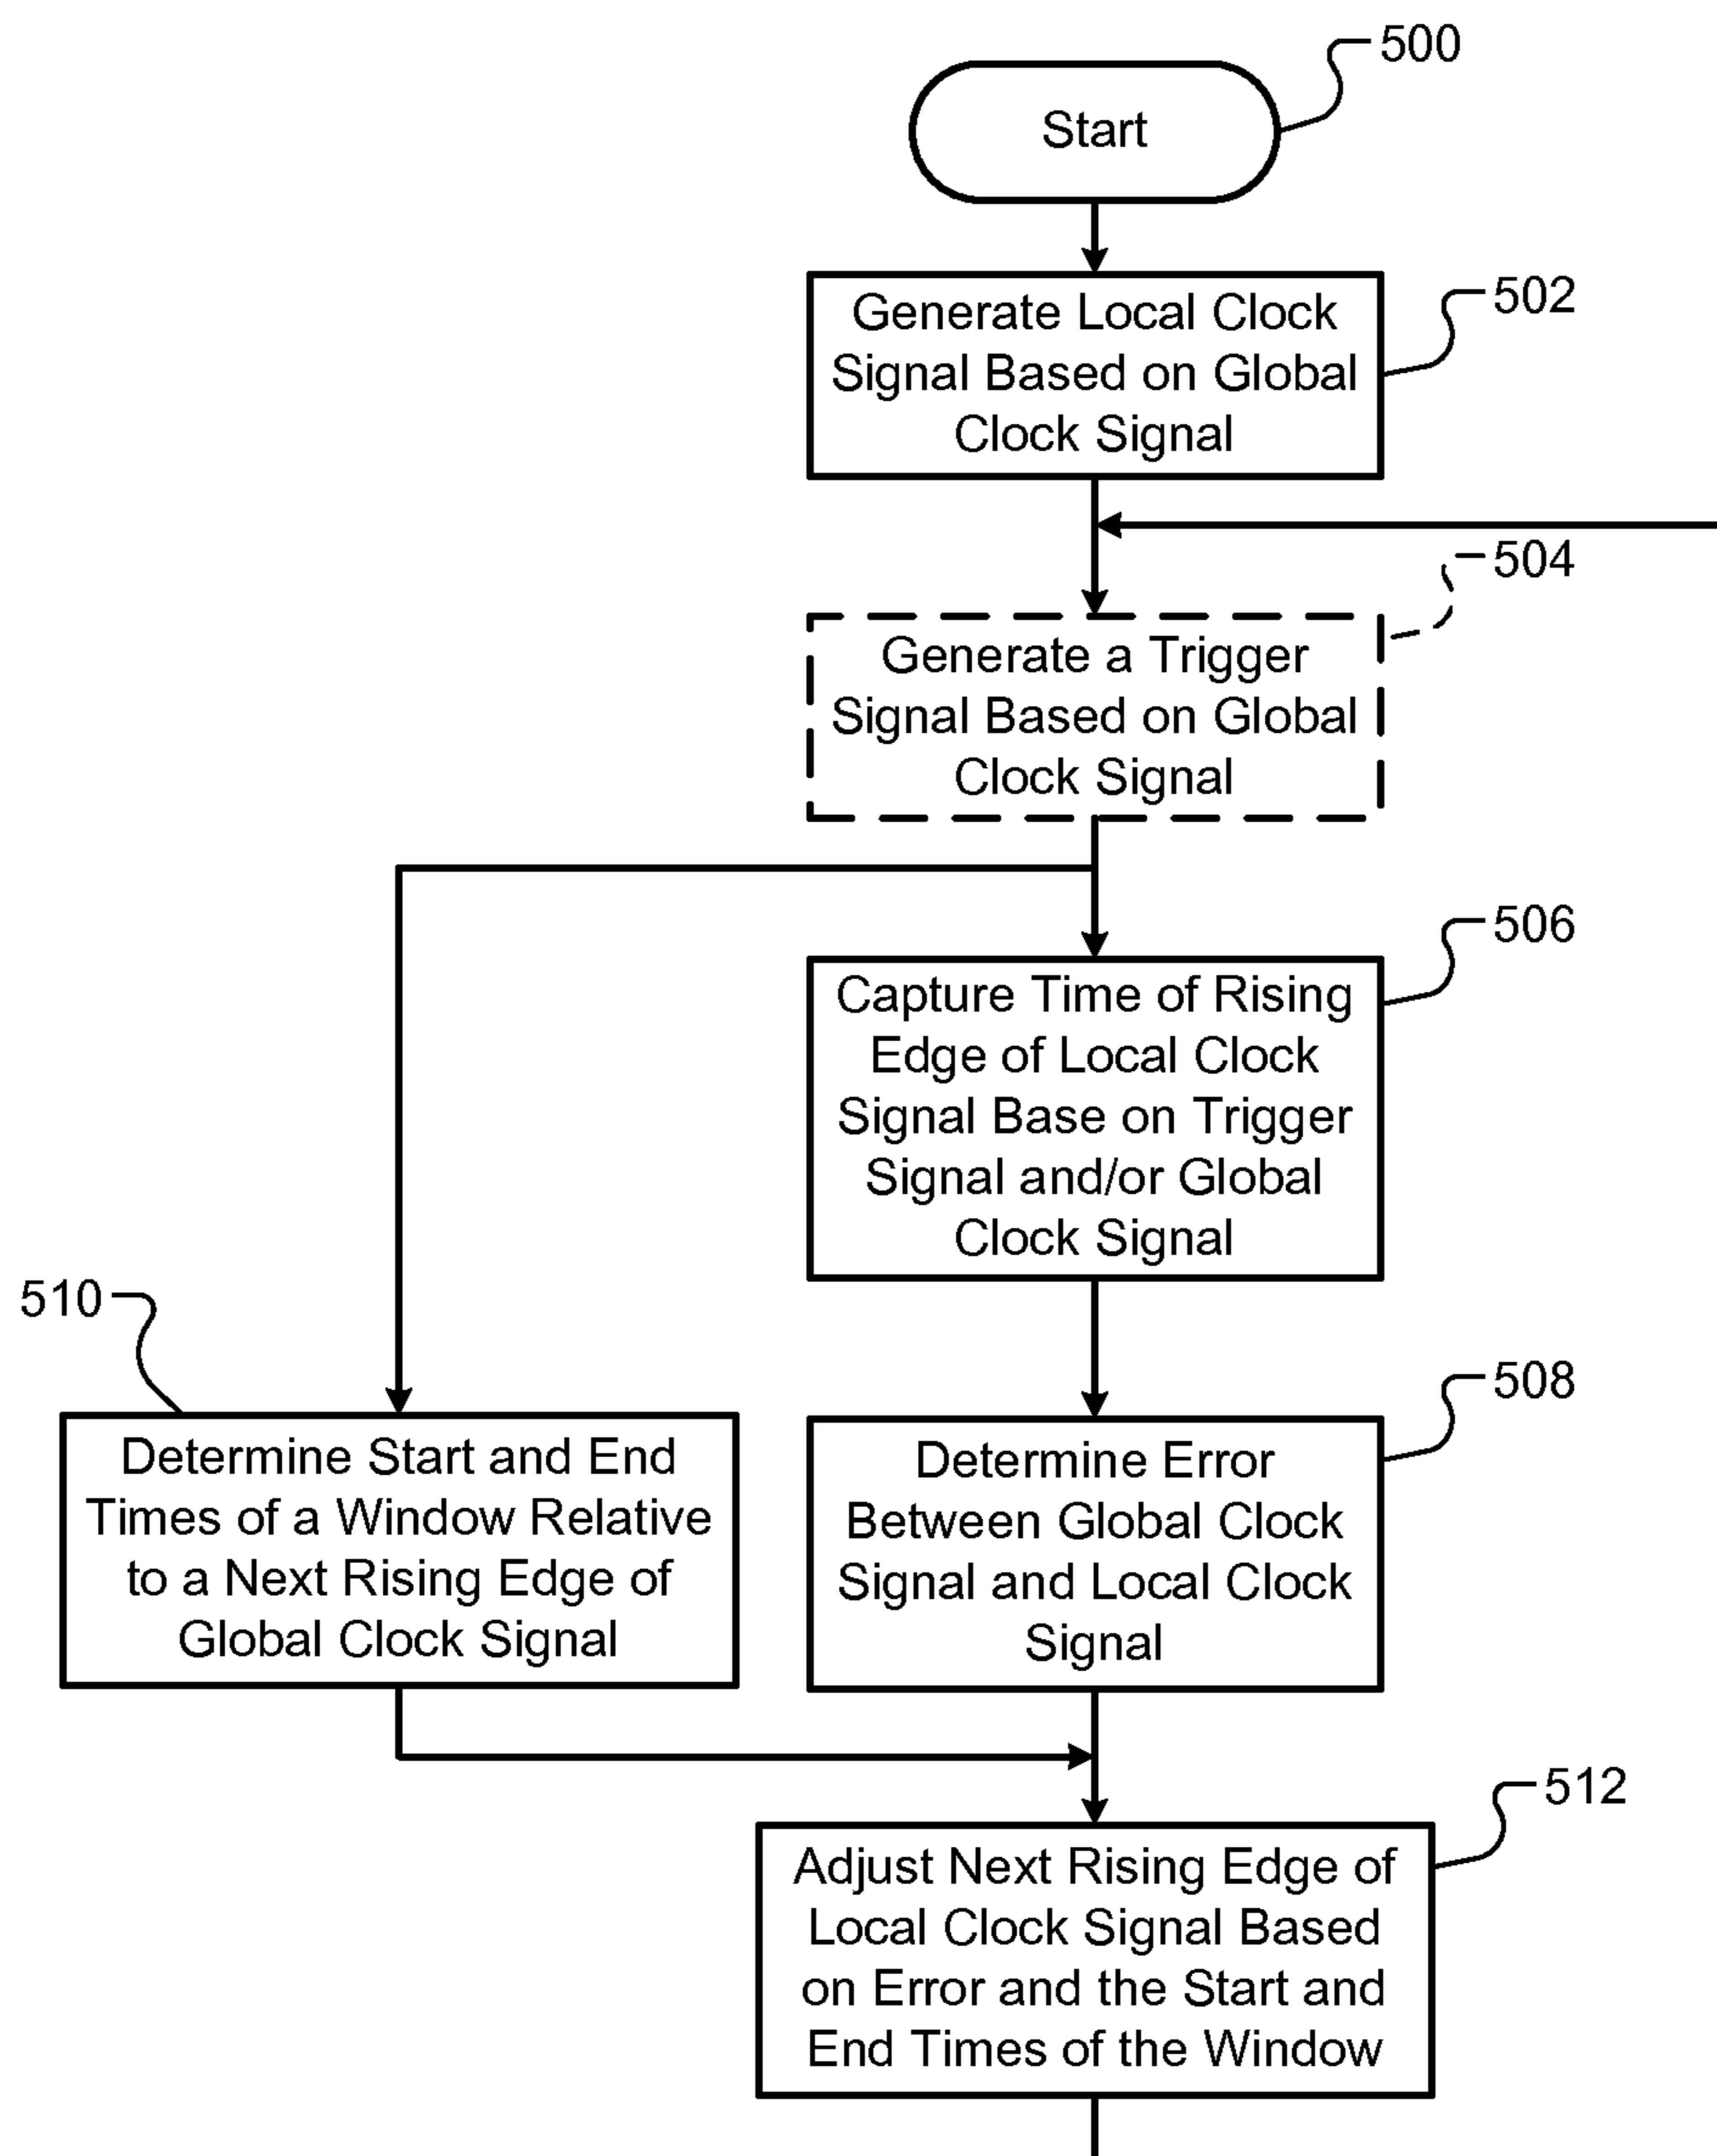 500
Start
502
Generate Local Clock
Signal Based on Global
Clock Signal
504
Generate a Trigger
Signal Based on Global
Clock Signal
506
Capture Time of Rising
Edge of Local Clock
Signal Base on Trigger
Signal and/or Global
Clock Signal
510
Determine Start and End
Times of a Window Relative
to a Next Rising Edge of
Global Clock Signal
508
Determine Error
Between Global Clock
Signal and Local Clock
Signal
512
Adjust Next Rising Edge of
Local Clock Signal Based
on Error and the Start and
End Times of the Window